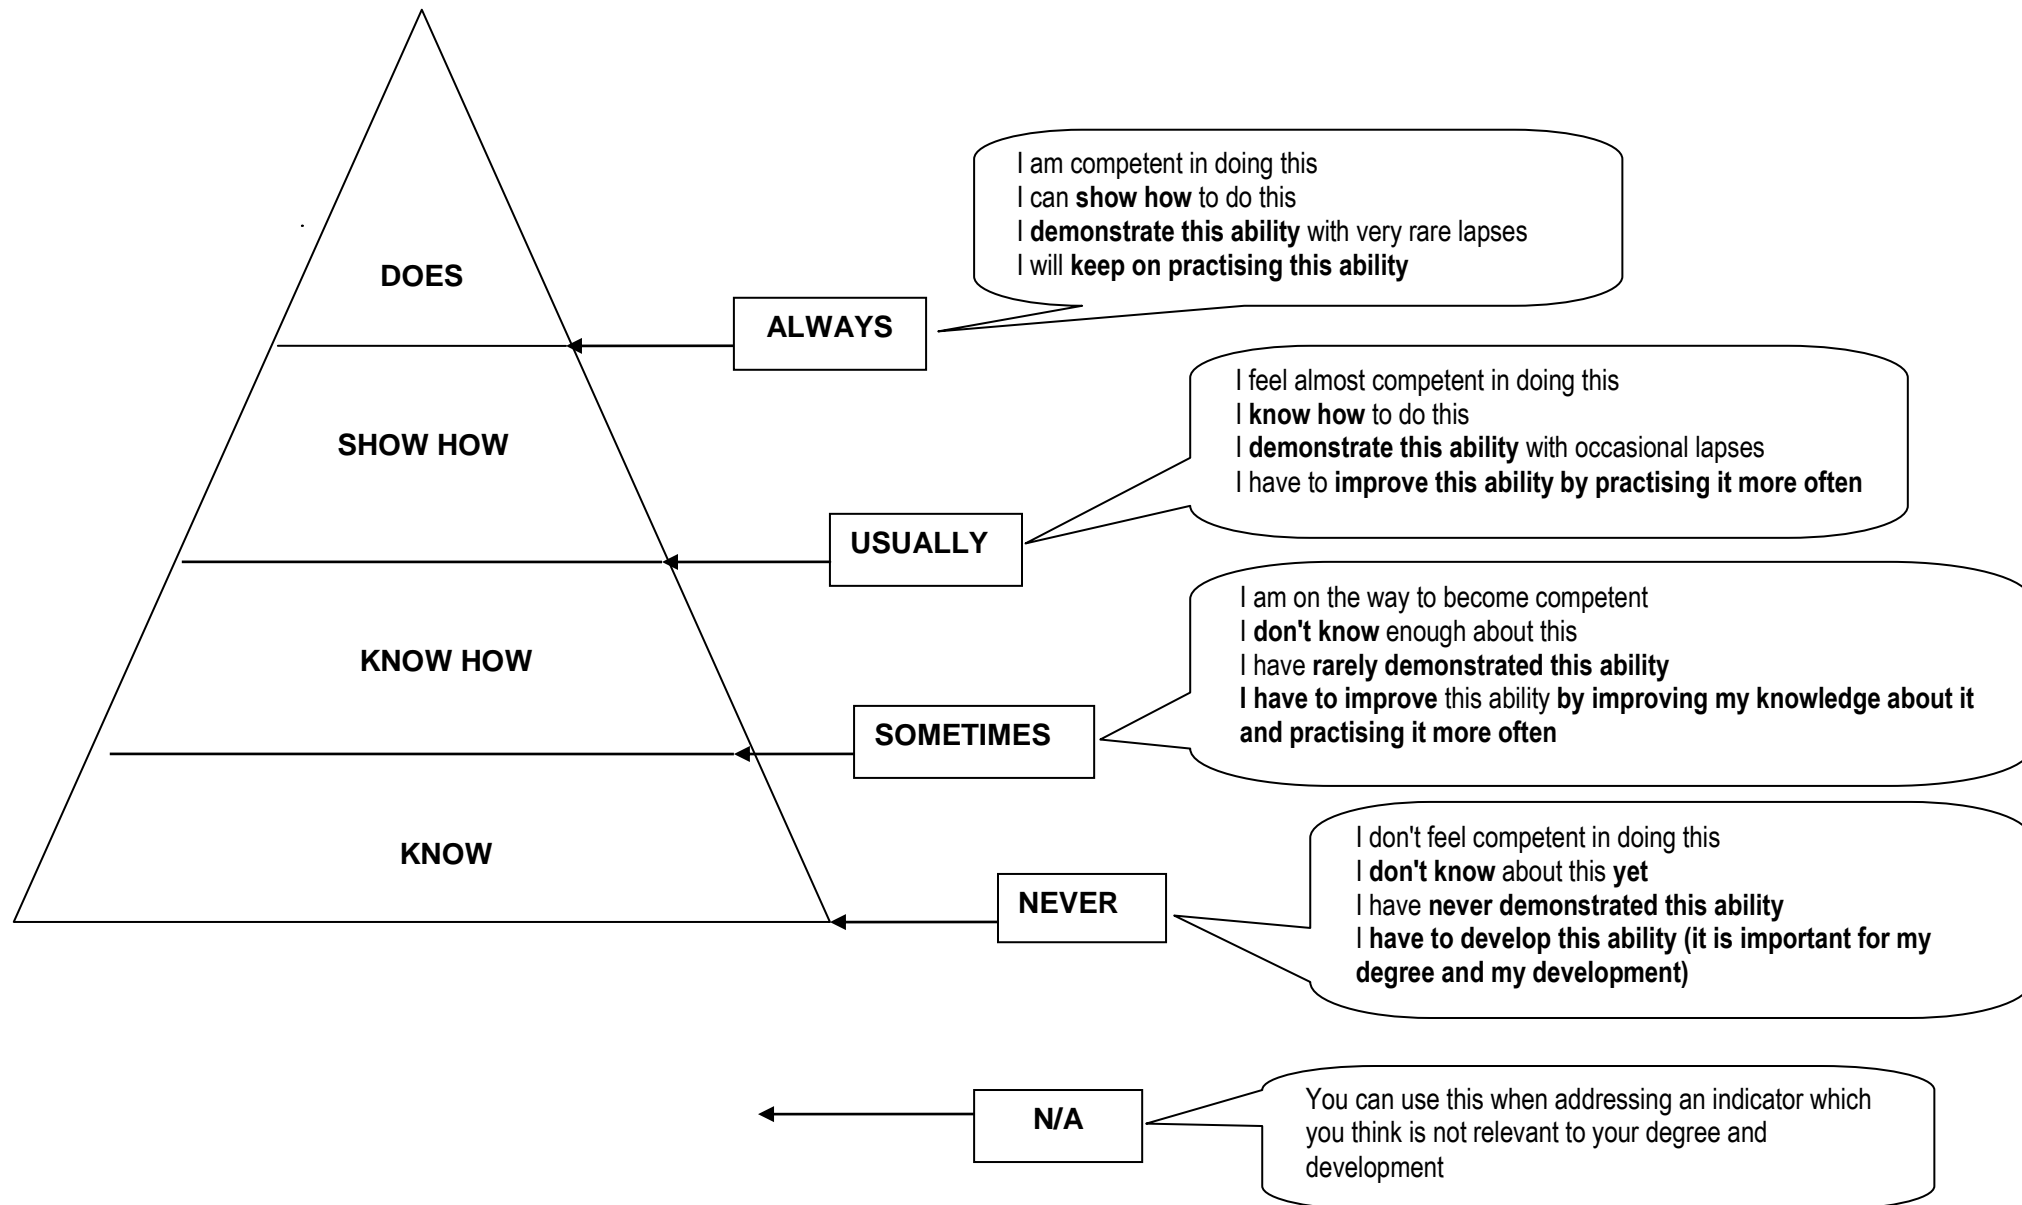 DOES
ALWAYS
I am competent in doing this
I can show how to do this
I demonstrate this ability with very rare lapses
I will keep on practising this ability
SHOW HOW
USUALLY
I feel almost competent in doing this
I know how to do this
I demonstrate this ability with occasional lapses
I have to improve this ability by practising it more often
KNOW HOW
SOMETIMES
I am on the way to become competent
I don't know enough about this
I have rarely demonstrated this ability
I have to improve this ability by improving my knowledge about it
and practising it more often
KNOW
NEVER
I don't feel competent in doing this
I don't know about this yet
I have never demonstrated this ability
I have to develop this ability (it is important for my
degree and my development)
N/A
You can use this when addressing an indicator which
you think is not relevant to your degree and
development